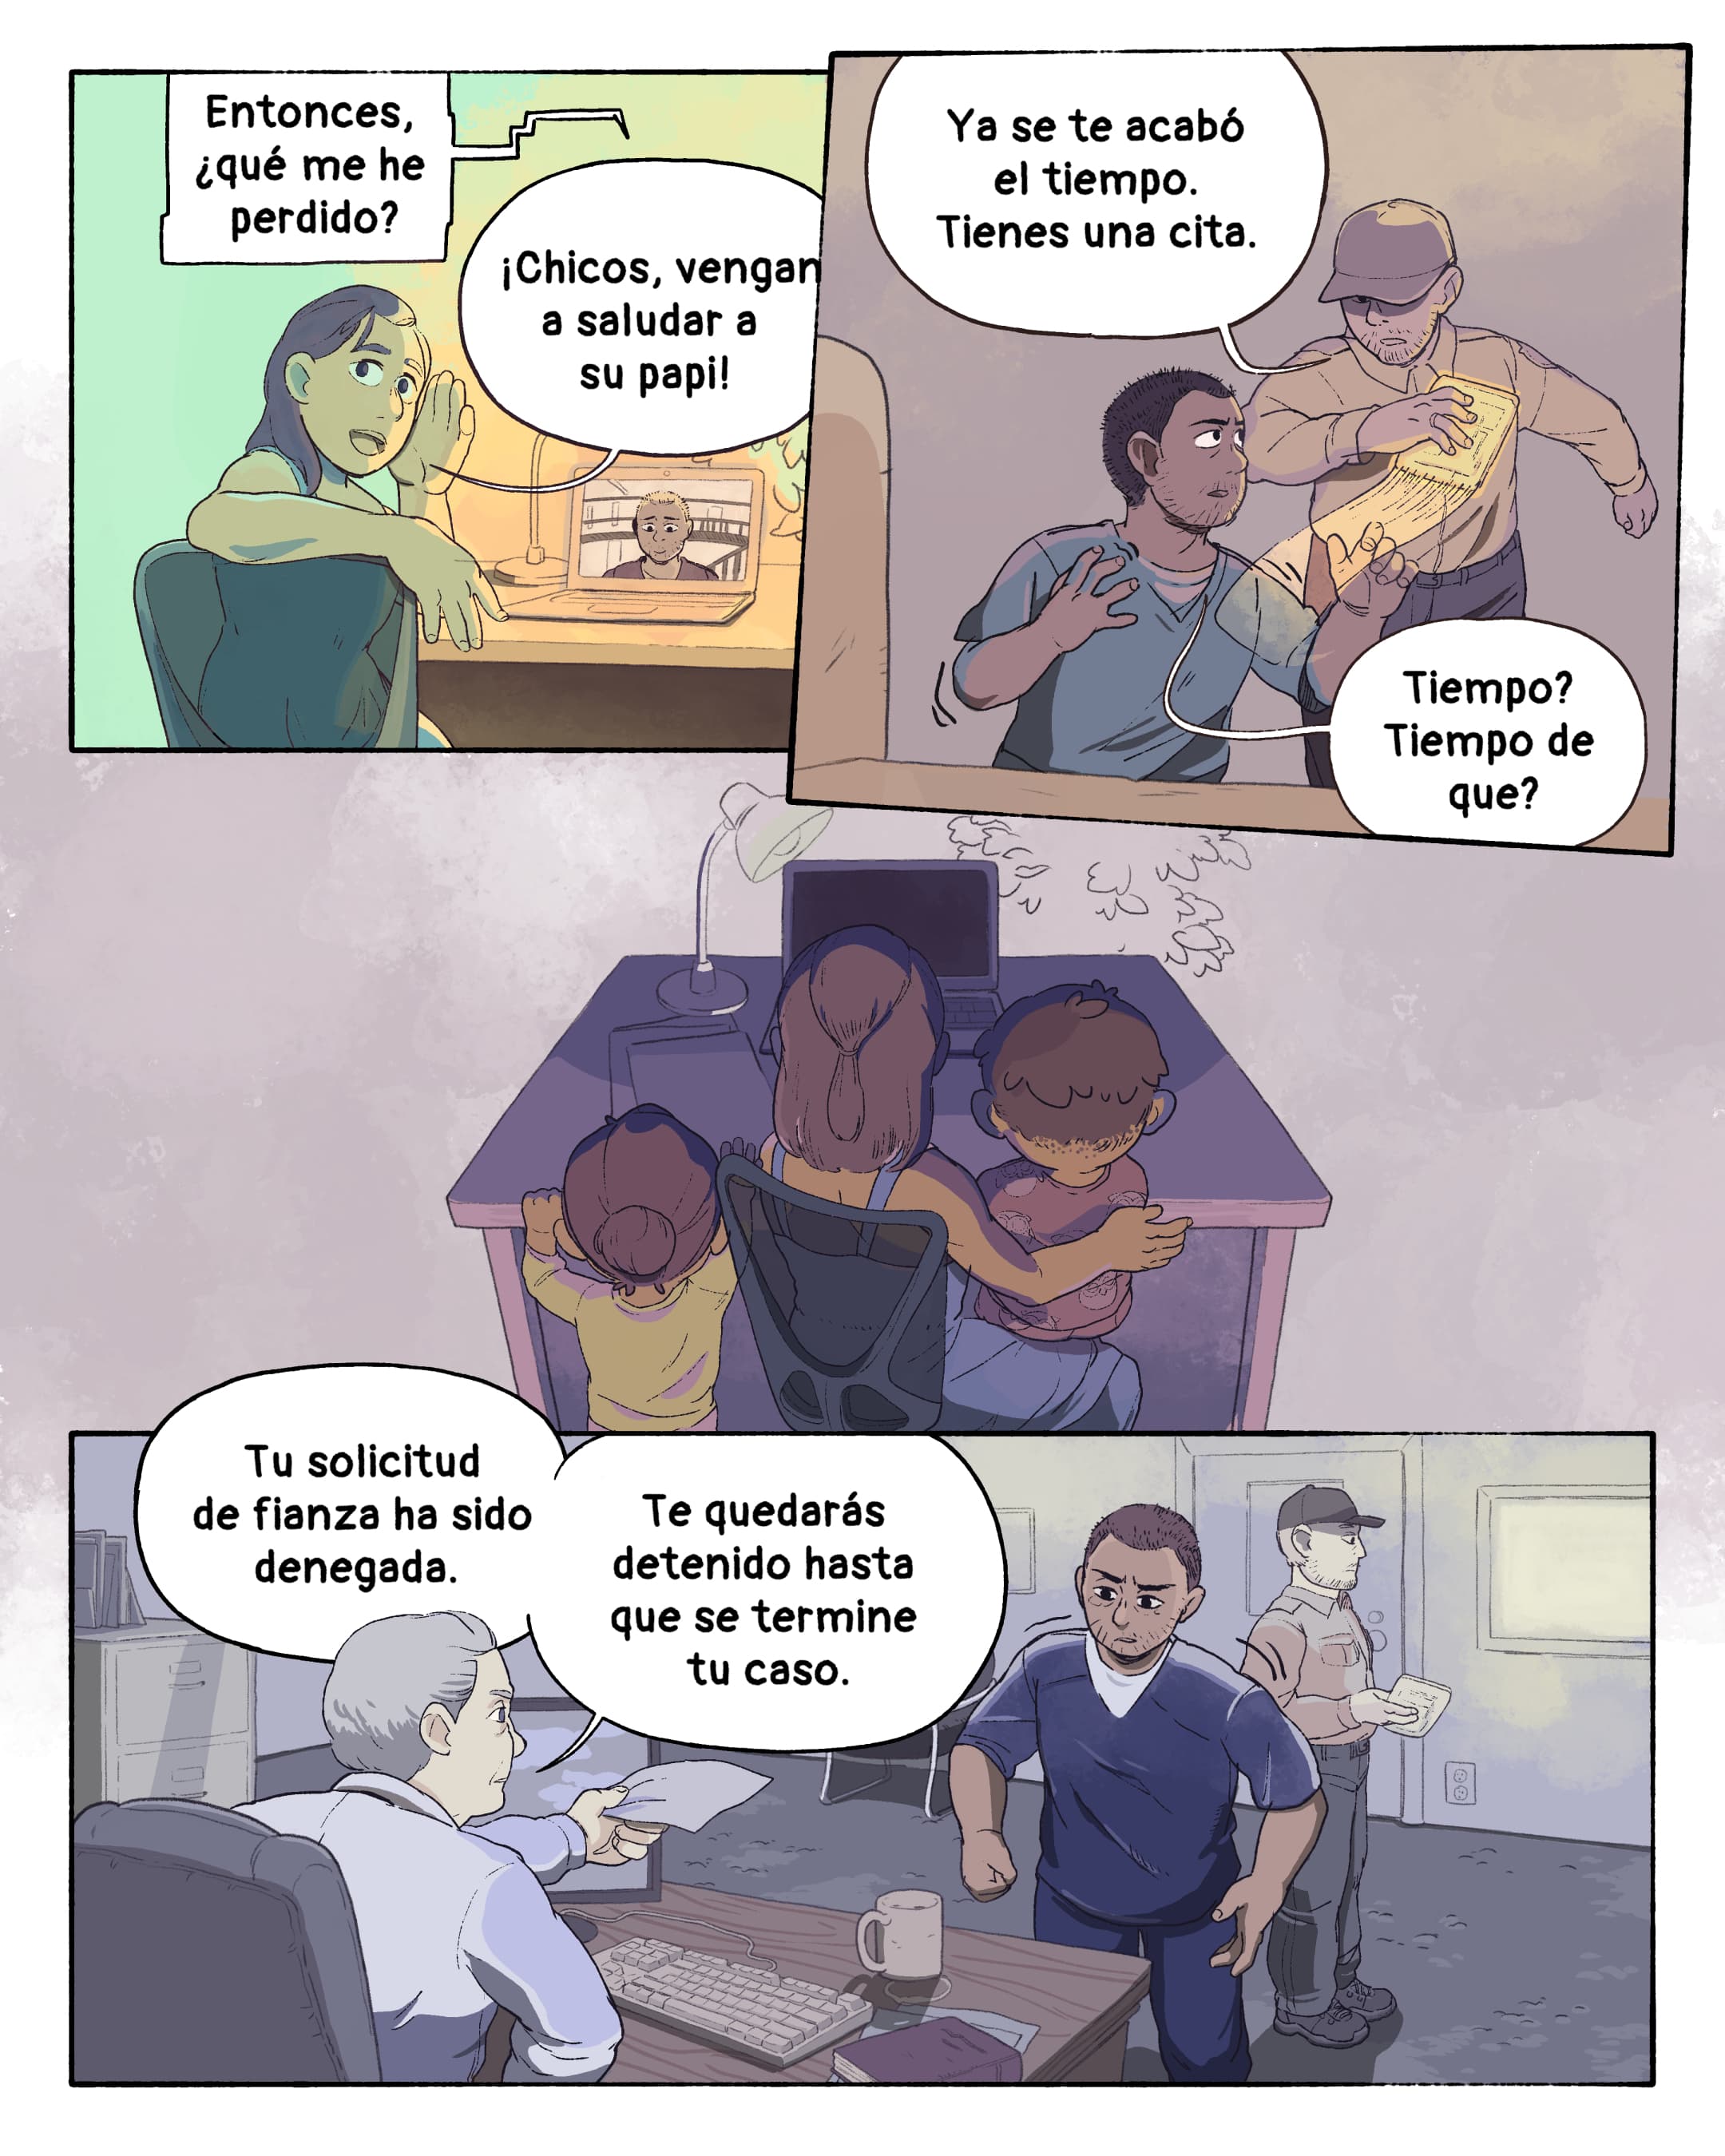 Entonces,
¿qué me he
perdido?
¡Chicos, vengan
a saludar a
su papi!
Ya se te acabó
el tiempo.
Tienes una cita.
Tiempo?
Tiempo de
que?
Tu solicitud
de fianza ha sido
denegada.
Te quedarás
detenido hasta
que se termine
tu caso.